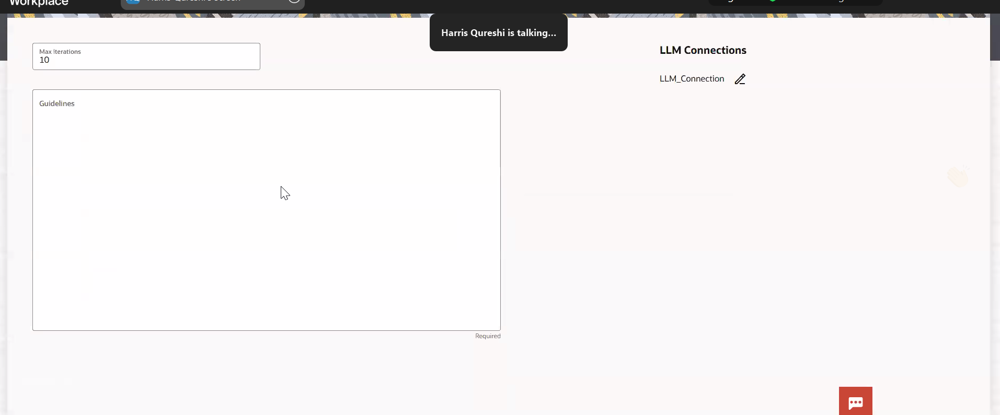 Workplace
Harris Qureshi is talking...
Max iterations
10
LLM Connections
LLM_Connection
Guidelines
Required